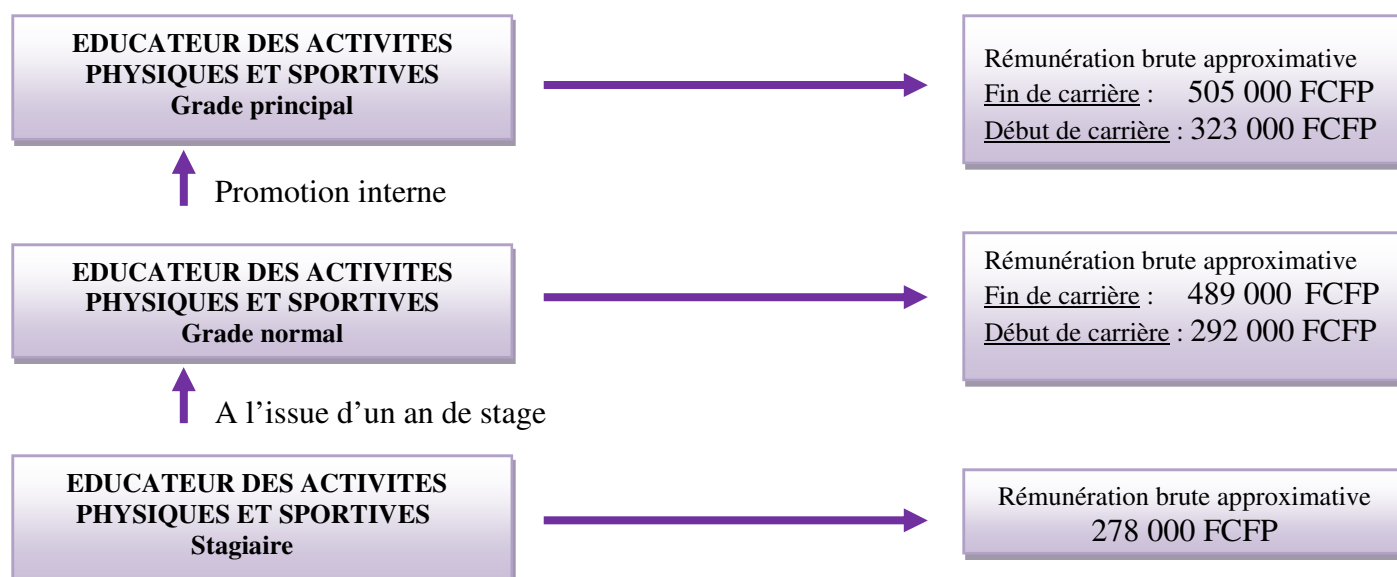 EDUCATEUR DES ACTIVITES
PHYSIQUES ET SPORTIVES
Grade principal
Rémunération brute approximative
Fin de carrière : 505 000 FCFP
Début de carrière : 323 000 FCFP
Promotion interne
EDUCATEUR DES ACTIVITES
PHYSIQUES ET SPORTIVES
Grade normal
Rémunération brute approximative
Fin de carrière : 489 000 FCFP
Début de carrière : 292 000 FCFP
A l’issue d’un an de stage
EDUCATEUR DES ACTIVITES
PHYSIQUES ET SPORTIVES
Stagiaire
Rémunération brute approximative
278 000 FCFP